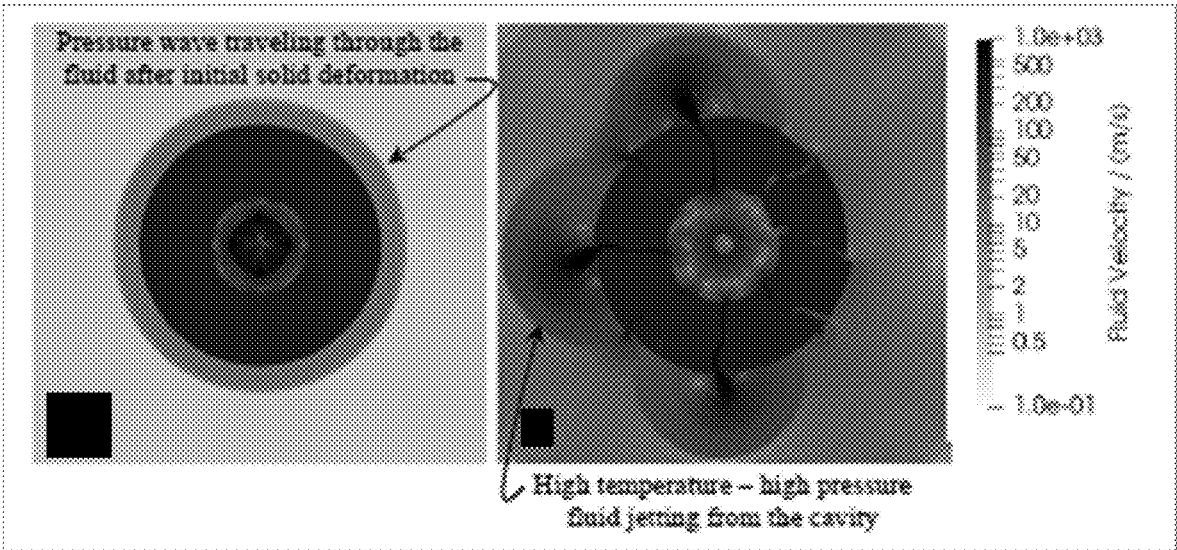 Pressure wave traveling through the
fluid after initial solid deformation
1.0e+03
500
200
100
50
20
10
5
2
1
0.5
1.0e-01
Fluid Velocity / (m/s)
High temperature – high pressure
fluid jetting from the cavity